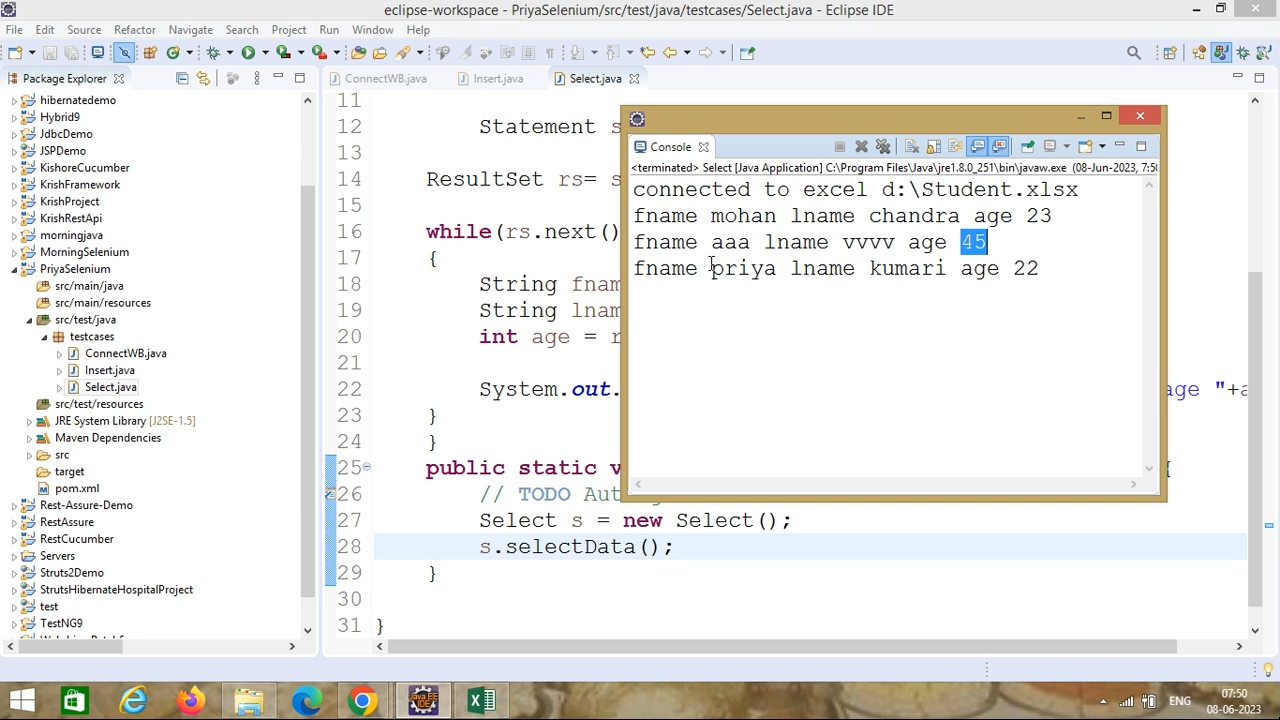 eclipse-workspace - PriyaSelenium/src/test/java/testcases/Select.java - Eclipse IDE
File Edit Source Refactor Navigate Search Project Run Window Help
Package Explorer
hibernatedemo
Hybrid9
JdbcDemo
JSPDemo
KishoreCucumber
KrishFramework
KrishProject
KrishRestApi
morningjava
MorningSelenium
PriyaSelenium
src/main/java
src/main/resources
src/test/java
testcases
ConnectWB.java
Insert.java
Select.java
src/test/resources
JRE System Library [J2SE-1.5]
Maven Dependencies
src
target
pom.xml
Rest-Assure-Demo
RestAssure
RestCucumber
Servers
Struts2Demo
StrutsHibernateHospitalProject
test
TestNG9
ConnectWB.java Insert.java Select.java
11
12 Statement s
13
14 ResultSet rs= s
15
16 while(rs.next()
17 {
18 String fnam
19 String lnam
20 int age = r
21
22 System.out. age "+a
23 }
24 }
25 public static v {
26 // TODO Aut
27 Select s = new Select();
28 s.selectData();
29 }
30
31 }
Console
<terminated> Select [Java Application] C:\Program Files\Java\jre1.8.0_251\bin\javaw.exe (08-Jun-2023, 7:50
connected to excel d:\Student.xlsx
fname mohan lname chandra age 23
fname aaa lname vvvv age 45
fname priya lname kumari age 22
Java EE
IDE
ENG
07:50
08-06-2023